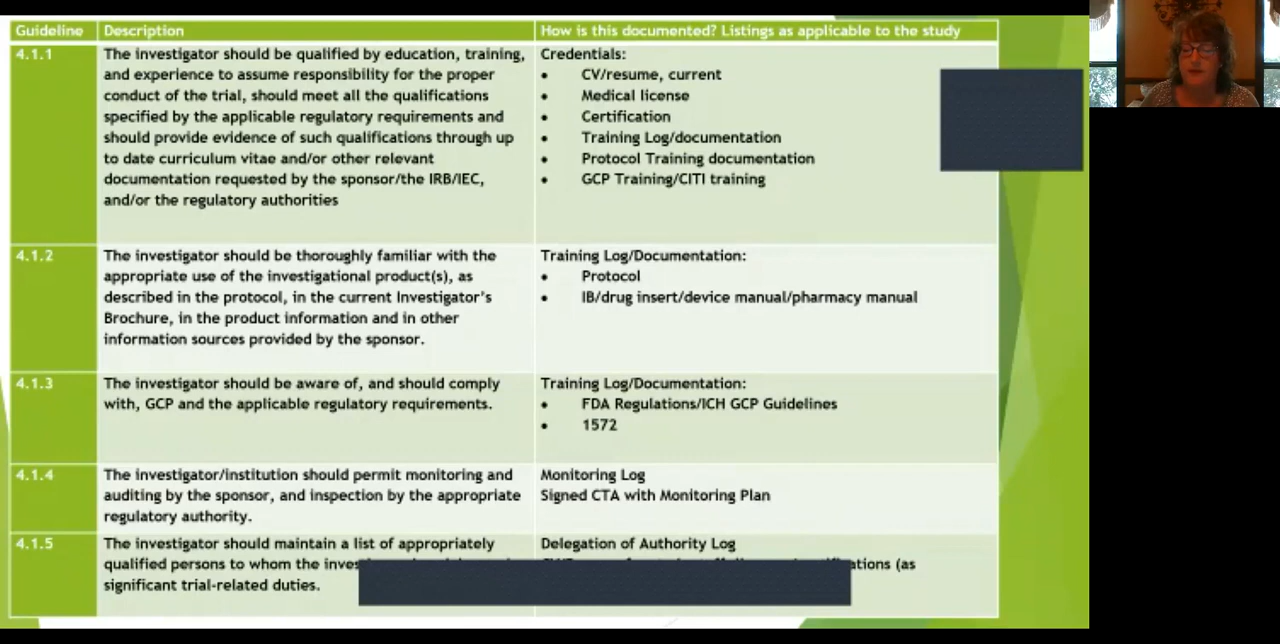 Guideline Description How is this documented? Listings as applicable to the study
4.1.1
The investigator should be qualified by education, training,
and experience to assume responsibility for the proper
conduct of the trial, should meet all the qualifications
specified by the applicable regulatory requirements and
should provide evidence of such qualifications through up
to date curriculum vitae and/or other relevant
documentation requested by the sponsor/the IRB/IEC,
and/or the regulatory authorities
Credentials:
• CV/resume, current
• Medical license
• Certification
• Training Log/documentation
• Protocol Training documentation
• GCP Training/CITI training
4.1.2
The investigator should be thoroughly familiar with the
appropriate use of the investigational product(s), as
described in the protocol, in the current Investigator's
Brochure, in the product information and in other
information sources provided by the sponsor.
Training Log/Documentation:
• Protocol
• IB/drug insert/device manual/pharmacy manual
4.1.3
The investigator should be aware of, and should comply
with, GCP and the applicable regulatory requirements.
Training Log/Documentation:
• FDA Regulations/ICH GCP Guidelines
• 1572
4.1.4
The investigator/institution should permit monitoring and
auditing by the sponsor, and inspection by the appropriate
regulatory authority.
Monitoring Log
Signed CTA with Monitoring Plan
4.1.5
The investigator should maintain a list of appropriately
qualified persons to whom the
significant trial-related duties.
Delegation of Authority Log
(as